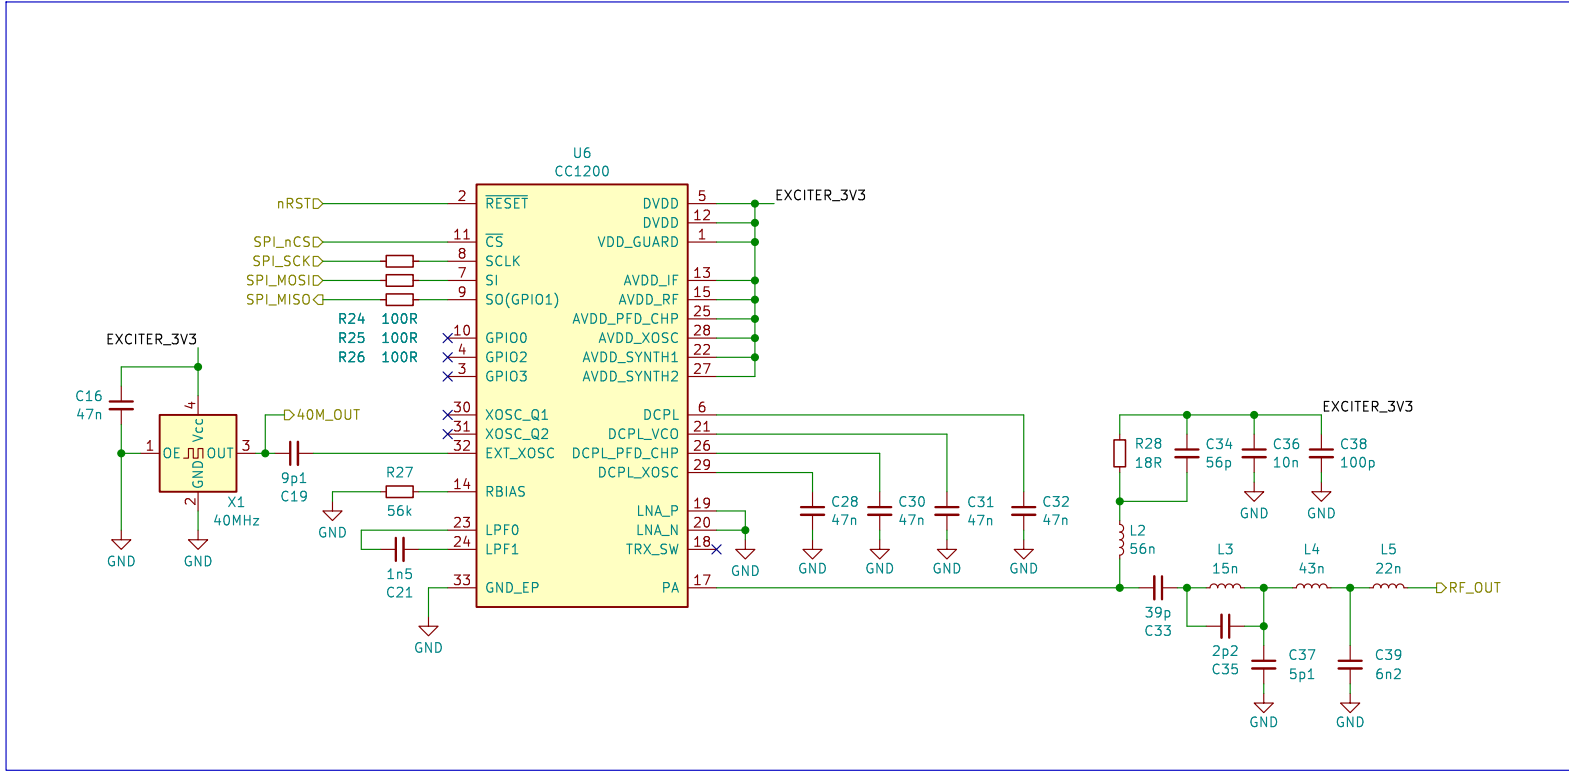 U6
CC1200
nRST
2
RESET
DVDD
5
EXCITER_3V3
DVDD
12
SPI_nCS
11
CS
VDD_GUARD
1
SPI_SCK
8
SCLK
SPI_MOSI
7
SI
AVDD_IF
13
SPI_MISO
9
SO(GPIO1)
AVDD_RF
15
R24 100R
AVDD_PFD_CHP
25
R25 100R
10
GPIO0
AVDD_XOSC
28
R26 100R
4
GPIO2
AVDD_SYNTH1
22
3
GPIO3
AVDD_SYNTH2
27
EXCITER_3V3
C16
47n
4
Vcc
1
OE
OUT
3
GND
2
X1
40MHz
GND
GND
40M_OUT
9p1
C19
30
XOSC_Q1
DCPL
6
31
XOSC_Q2
DCPL_VCO
21
32
EXT_XOSC
DCPL_PFD_CHP
26
DCPL_XOSC
29
R27
56k
GND
14
RBIAS
LNA_P
19
23
LPF0
LNA_N
20
24
LPF1
TRX_SW
18
1n5
C21
33
GND_EP
PA
17
GND
GND
C28
47n
GND
C30
47n
GND
C31
47n
GND
C32
47n
GND
EXCITER_3V3
R28
18R
C34
56p
C36
10n
C38
100p
GND
GND
L2
56n
L3
15n
L4
43n
L5
22n
RF_OUT
39p
C33
2p2
C35
C37
5p1
C39
6n2
GND
GND